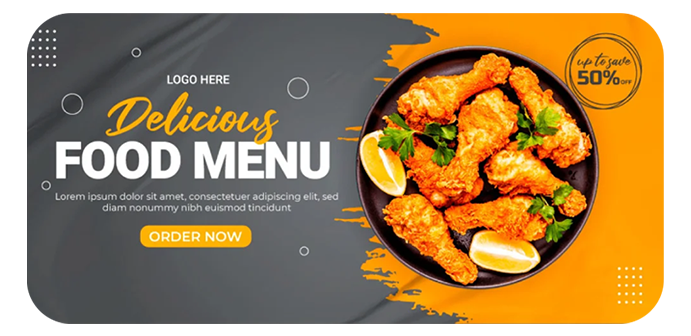 LOGO HERE
Delicious
FOOD MENU
Lorem ipsum dolor sit amet, consectetuer adipiscing elit, sed
diam nonummy nibh euismod tincidunt
ORDER NOW
up to save
50% OFF